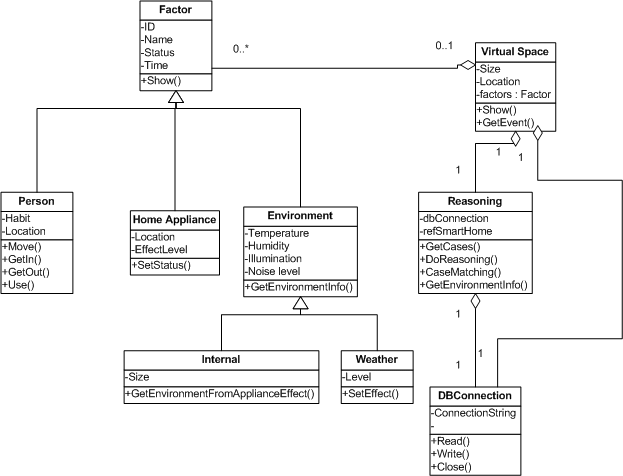 Factor
-ID
-Name
-Status
-Time
+Show()
0..*
0..1
Virtual Space
-Size
-Location
-factors : Factor
+Show()
+GetEvent()
1
1
1
Person
-Habit
-Location
+Move()
+GetIn()
+GetOut()
+Use()
Home Appliance
-Location
-EffectLevel
+SetStatus()
Environment
-Temperature
-Humidity
-Illumination
-Noise level
+GetEnvironmentInfo()
Reasoning
-dbConnection
-refSmartHome
+GetCases()
+DoReasoning()
+CaseMatching()
+GetEnvironmentInfo()
1
1
1
Internal
-Size
+GetEnvironmentFromApplianceEffect()
Weather
-Level
+SetEffect()
DBConnection
-ConnectionString
-
+Read()
+Write()
+Close()